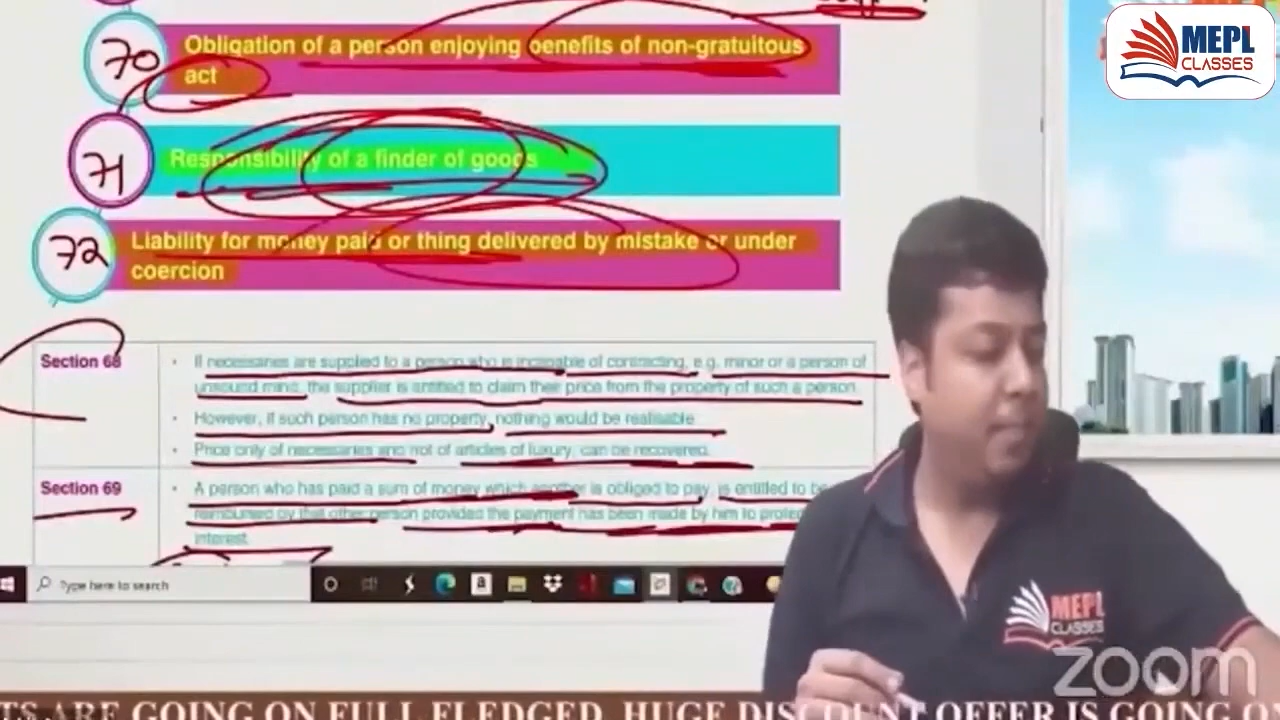 MEPL
CLASSES
70
Obligation of a person enjoying benefits of non-gratuitous
act
71
Responsibility of a finder of goods
72
Liability for money paid or thing delivered by mistake or under
coercion
Section 68
• If necessaries are supplied to a person who is incapable of contracting, e.g. minor or a person of
unsound mind, the supplier is entitled to claim their price from the property of such a person.
• However, if such person has no property, nothing would be realisable
• Price only of necessaries and not of articles of luxury, can be recovered.
Section 69
• A person who has paid a sum of money which another is obliged to pay, is entitled to be
reimbursed by that other person provided the payment has been made by him to protect
interest.
Type here to search
MEPL
CLASSES
zoom
TS ARE GOING ON FULL FLEDGED, HUGE DISCOUNT OFFER IS GOING ON